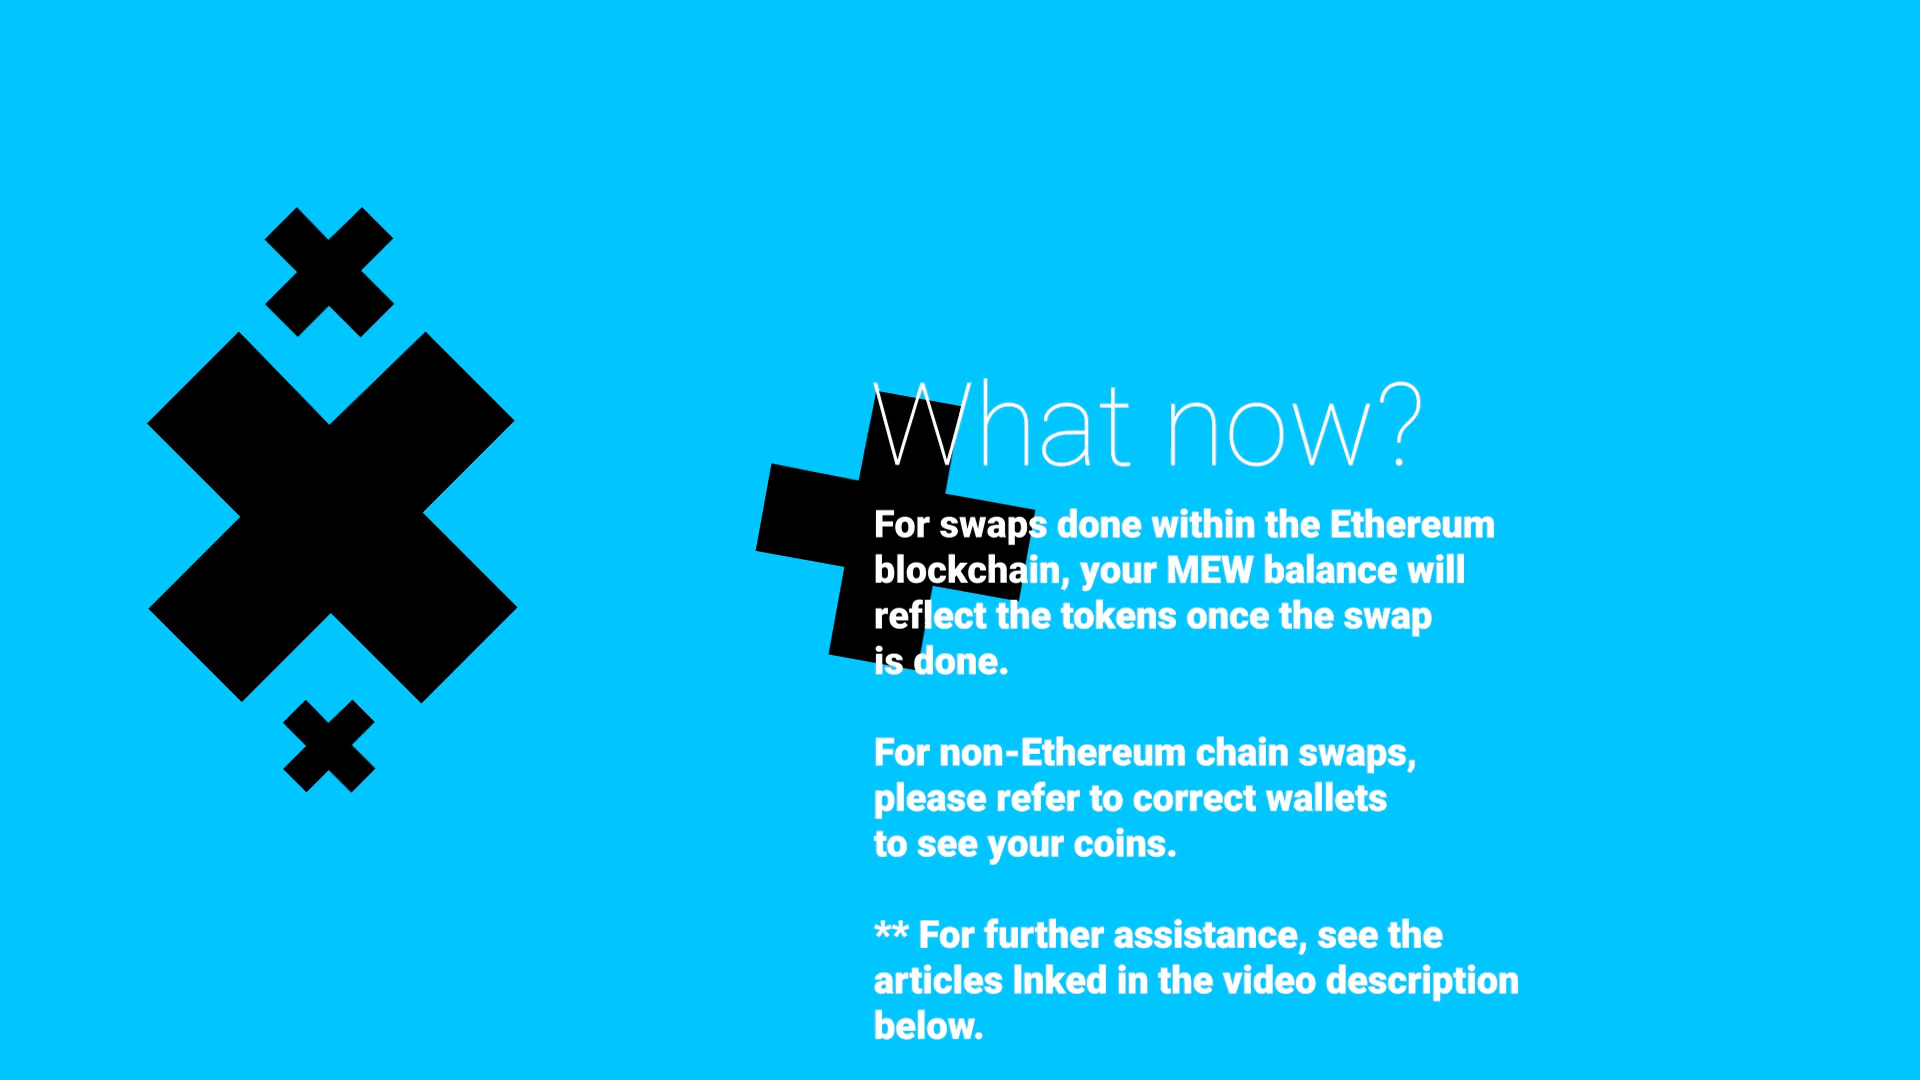 What now?
For swaps done within the Ethereum
blockchain, your MEW balance will
reflect the tokens once the swap
is done.
For non-Ethereum chain swaps,
please refer to correct wallets
to see your coins.
** For further assistance, see the
articles lnked in the video description
below.